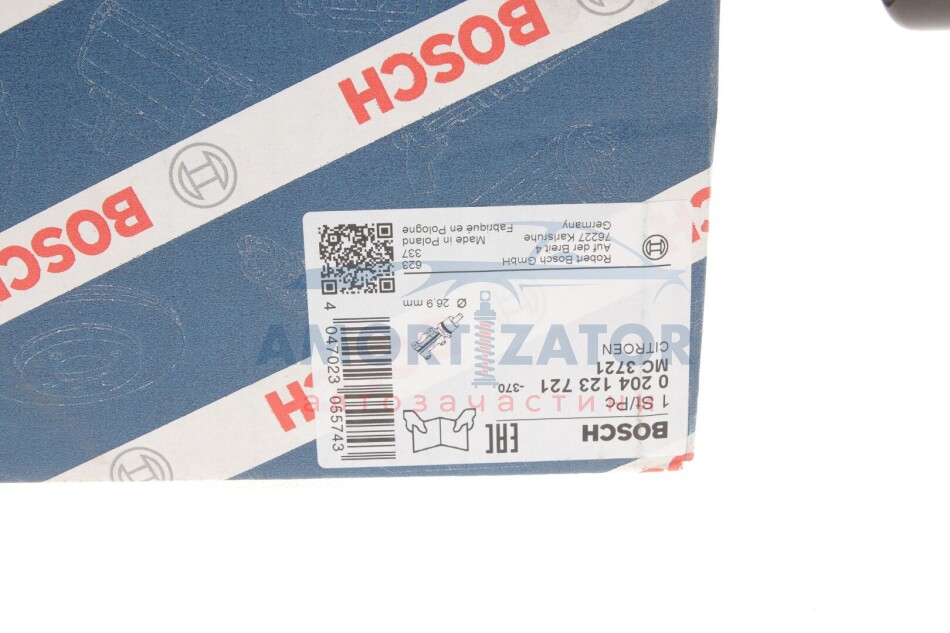 BOSCH
BOSCH
BOSCH
BOSCH
EAC
1 St/PC
0 204 123 721 -370
MC 3721
CITROEN
Ø 26,9 mm
Robert Bosch GmbH
Auf der Breit 4
76227 Karlsruhe
Germany
623
337
Made in Poland
Fabriqué en Pologne
4 047023 055743
AMORTIZATOR
автозапчастини